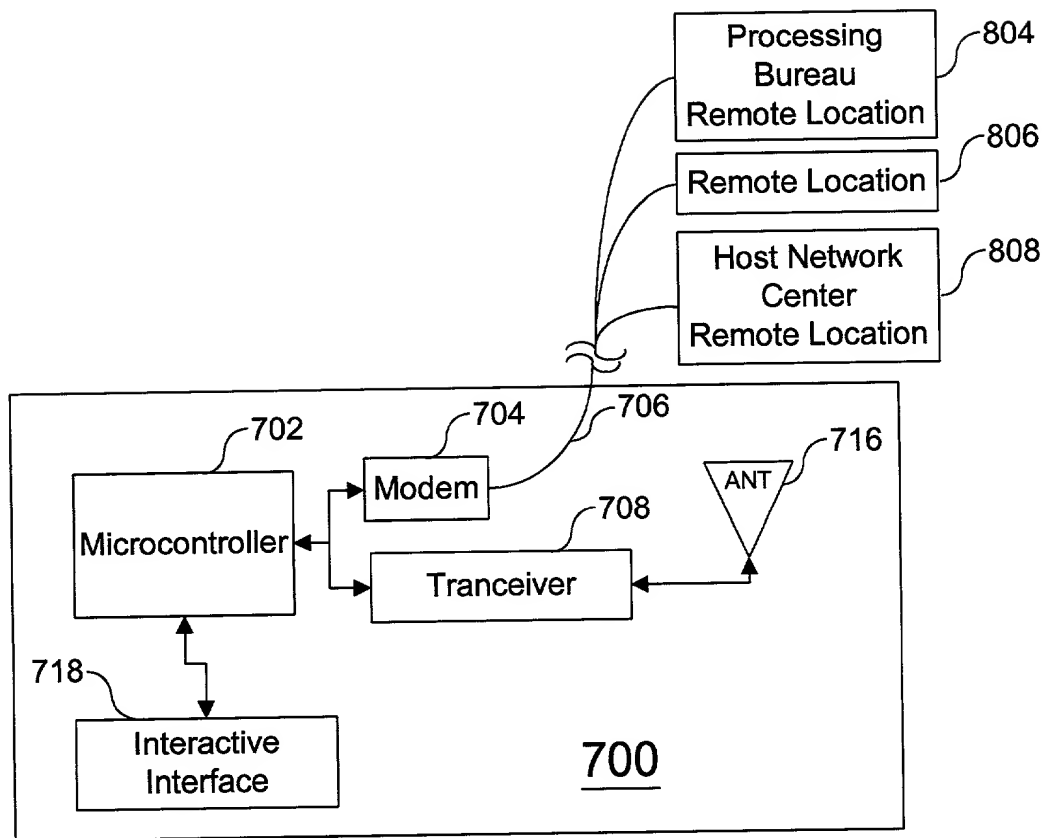 Processing
Bureau
Remote Location
804
Remote Location
806
Host Network
Center
Remote Location
808
702
Microcontroller
704
Modem
706
708
Tranceiver
716
ANT
718
Interactive
Interface
700